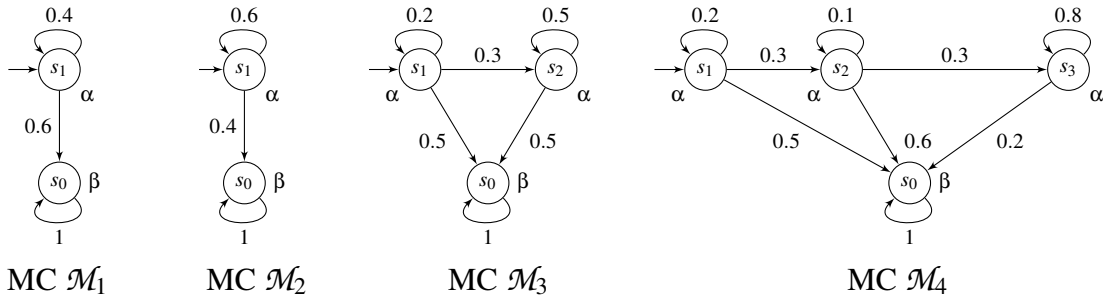 0.4 0.6 0.2 0.5 0.2 0.1 0.8
s1 s1 s1 0.3 s2 s1 0.3 s2 0.3 s3
α α α α α α α
0.6 0.4 0.5 0.5 0.5 0.6 0.2
s0 β s0 β s0 β s0 β
1 1 1 1
MC ℳ1 MC ℳ2 MC ℳ3 MC ℳ4